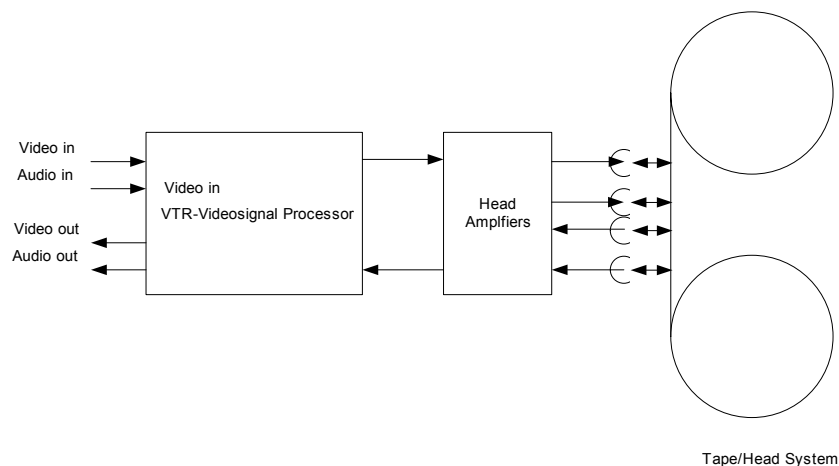 Video in
Audio in
Video out
Audio out
Video in
VTR-Videosignal Processor
Head
Amplfiers
Tape/Head System